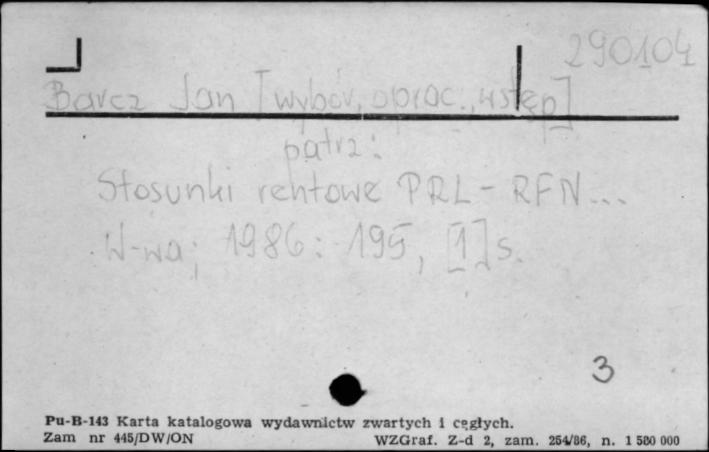 290104
Barcz Jan [wybór, oprac., wstęp]
patrz:
Stosunki rentowe PRL - RFN...
W-wa; 1986: 195, [1] s.
3
Pu-B-143 Karta katalogowa wydawnictw zwartych i cęgłych.
Zam nr 445/DW/ON WZGraf. Z-d 2, zam. 254/86, n. 1 500 000